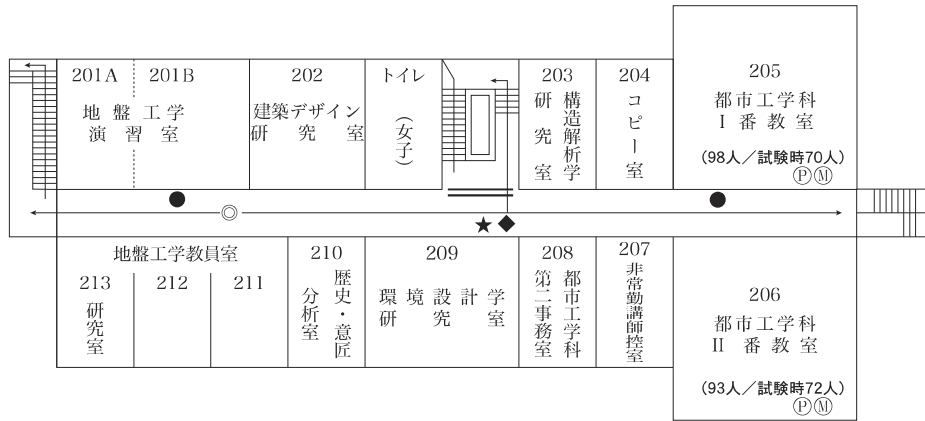 201A
201B
地盤工学
演習室
202
建築デザイン
研究室
トイレ
(女子)
203
構造解析学
研究室
204
コピー室
205
都市工学科
Ⅰ番教室
(98人／試験時70人)
Ⓟ Ⓜ
地盤工学教員室
213
研究室
212
211
210
歴史・意匠
分析室
209
環境設計学
研究室
208
都市工学科
第二事務室
207
非常勤講師控室
206
都市工学科
Ⅱ番教室
(93人／試験時72人)
Ⓟ Ⓜ